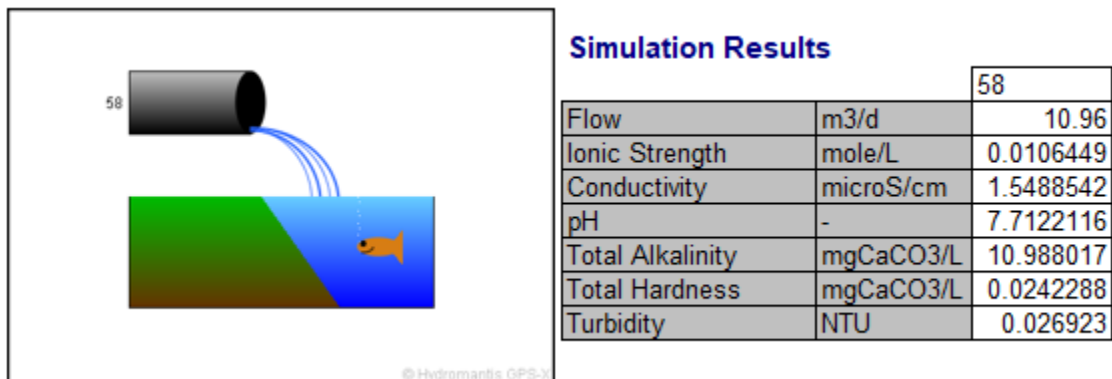 58
© Hydromantis GPS-X
Simulation Results
58
Flow m3/d 10.96
Ionic Strength mole/L 0.0106449
Conductivity microS/cm 1.5488542
pH - 7.7122116
Total Alkalinity mgCaCO3/L 10.988017
Total Hardness mgCaCO3/L 0.0242288
Turbidity NTU 0.026923